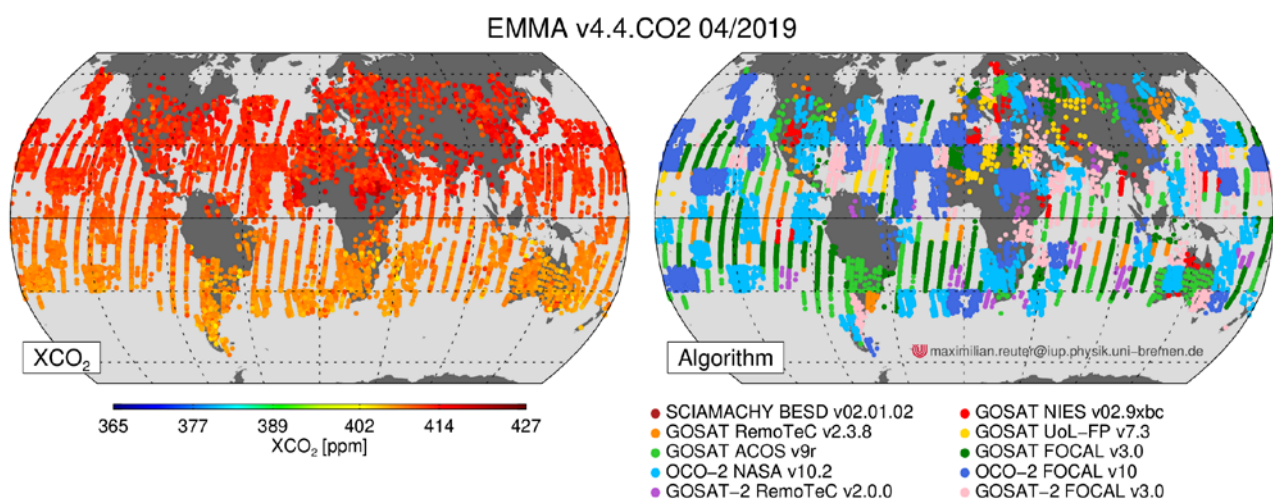 EMMA v4.4.CO2 04/2019
XCO₂
Algorithm
maximilian.reuter@iup.physik.uni-bremen.de
365 377 389 402 414 427
XCO₂ [ppm]
SCIAMACHY BESD v02.01.02
GOSAT RemoTeC v2.3.8
GOSAT ACOS v9r
OCO-2 NASA v10.2
GOSAT-2 RemoTeC v2.0.0
GOSAT NIES v02.9xbc
GOSAT UoL-FP v7.3
GOSAT FOCAL v3.0
OCO-2 FOCAL v10
GOSAT-2 FOCAL v3.0